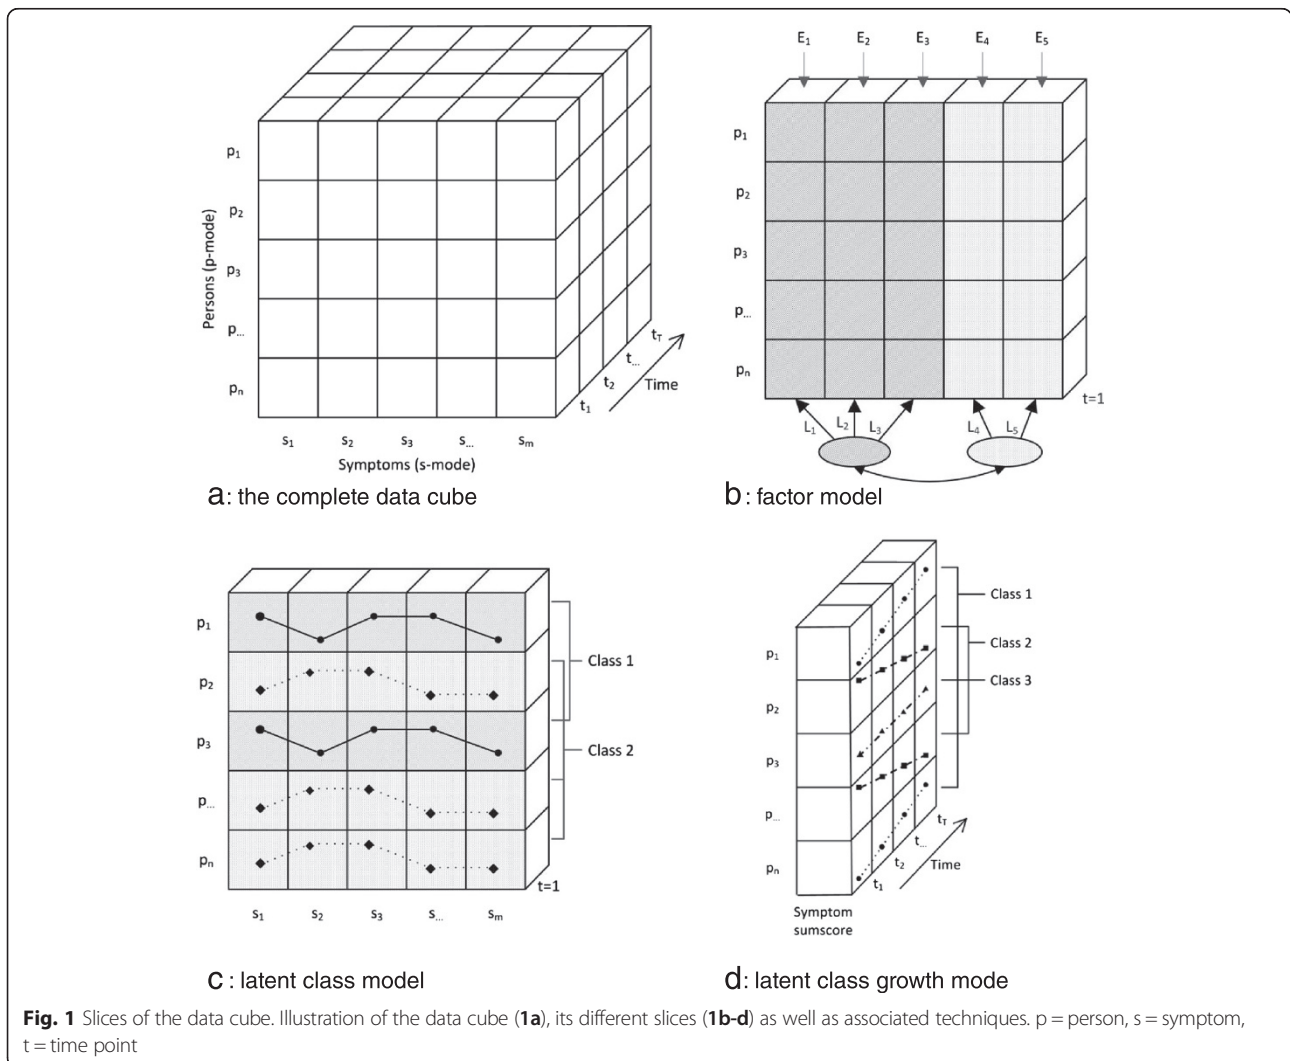 p1
p2
p3
p...
pn
Persons (p-mode)
s1 s2 s3 s... sm
Symptoms (s-mode)
t1
t2
t...
tT
Time
a: the complete data cube
E1 E2 E3 E4 E5
p1
p2
p3
p...
pn
t=1
L1 L2 L3 L4 L5
b: factor model
p1
p2
p3
p...
pn
Class 1
Class 2
t=1
s1 s2 s3 s... sm
c: latent class model
p1
p2
p3
p...
pn
Class 1
Class 2
Class 3
t1
t2
t...
tT
Time
Symptom
sumscore
d: latent class growth mode
Fig. 1 Slices of the data cube. Illustration of the data cube (1a), its different slices (1b-d) as well as associated techniques. p = person, s = symptom,
t = time point